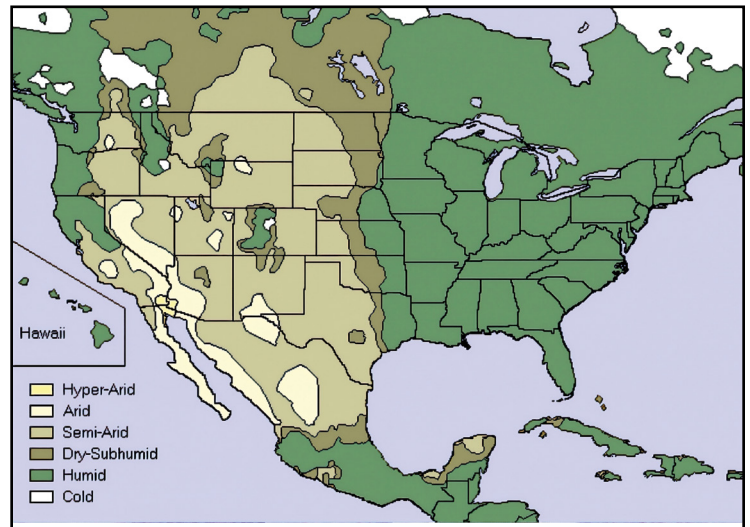 Hawaii
Hyper-Arid
Arid
Semi-Arid
Dry-Subhumid
Humid
Cold